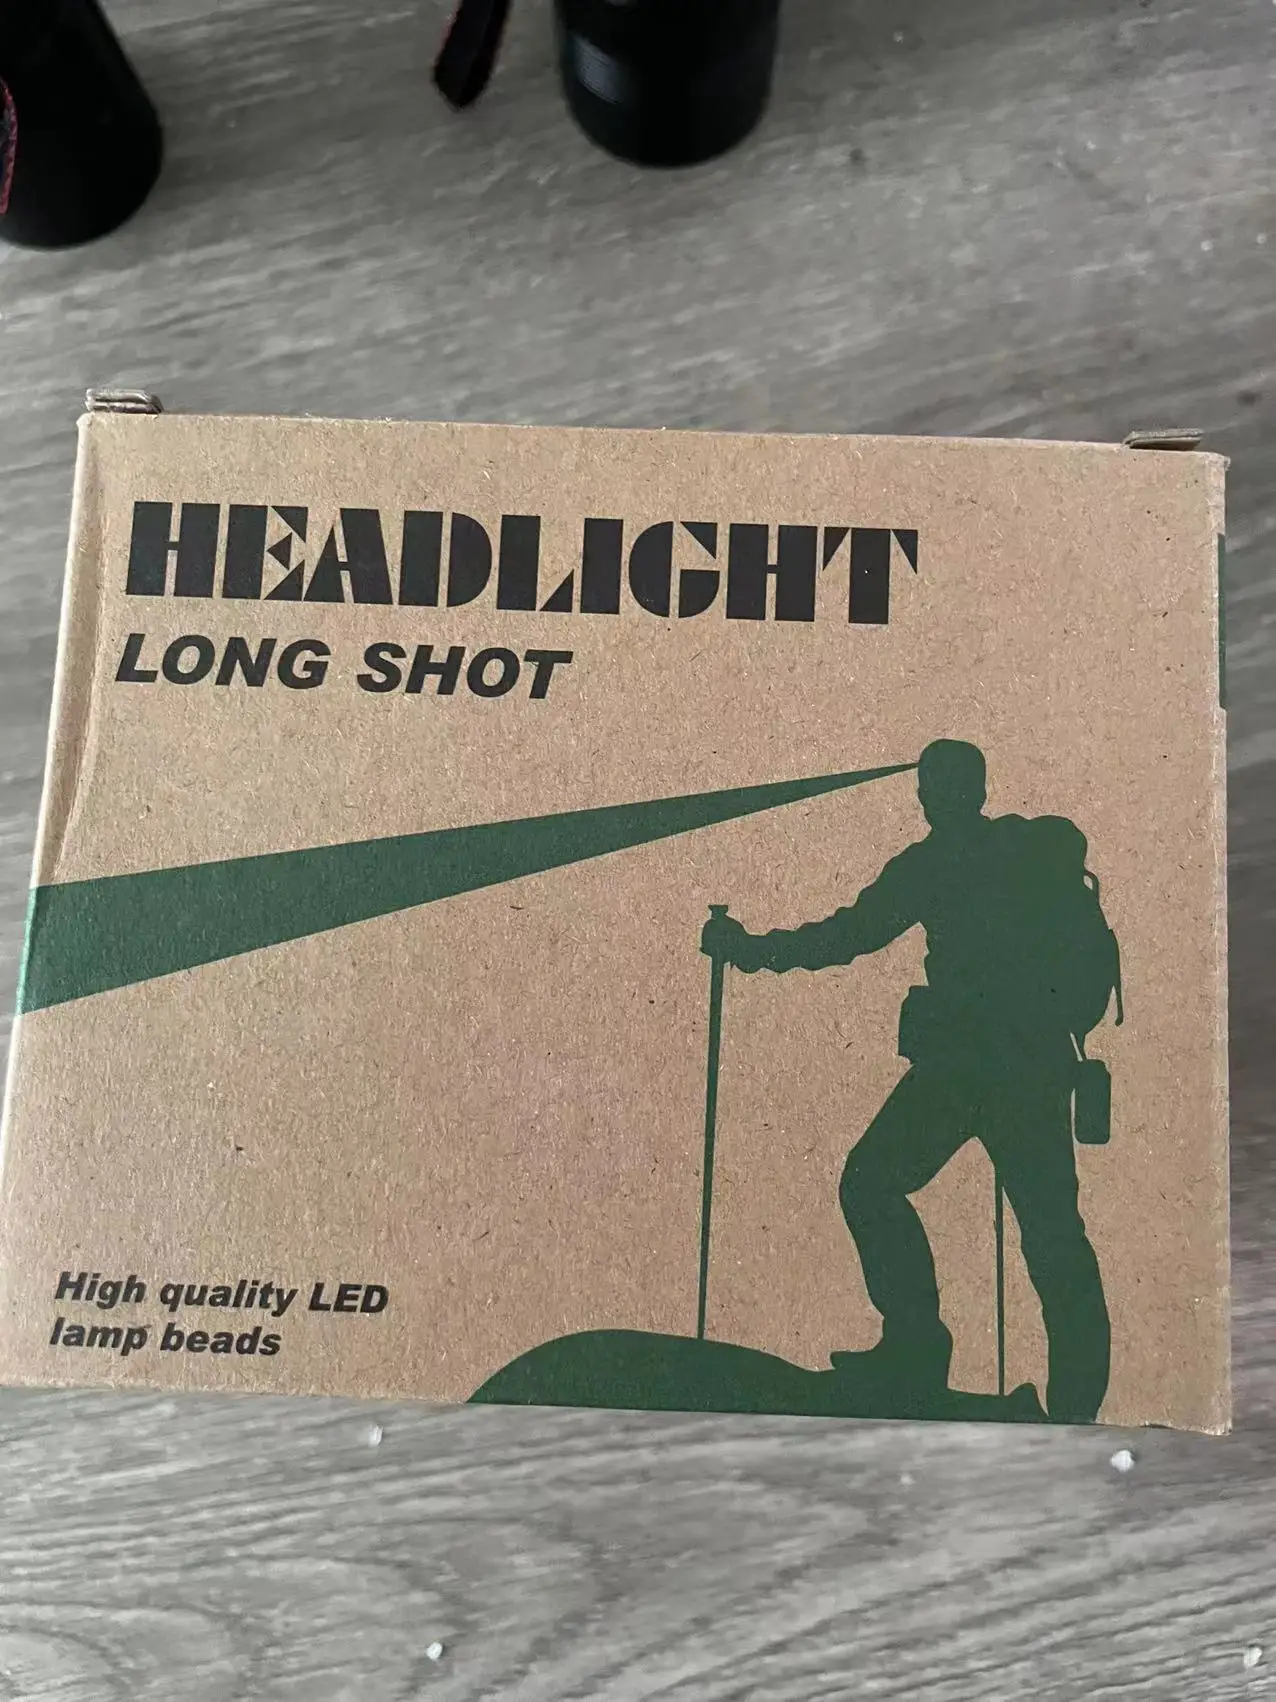 HEADLIGHT
LONG SHOT
High quality LED
lamp beads